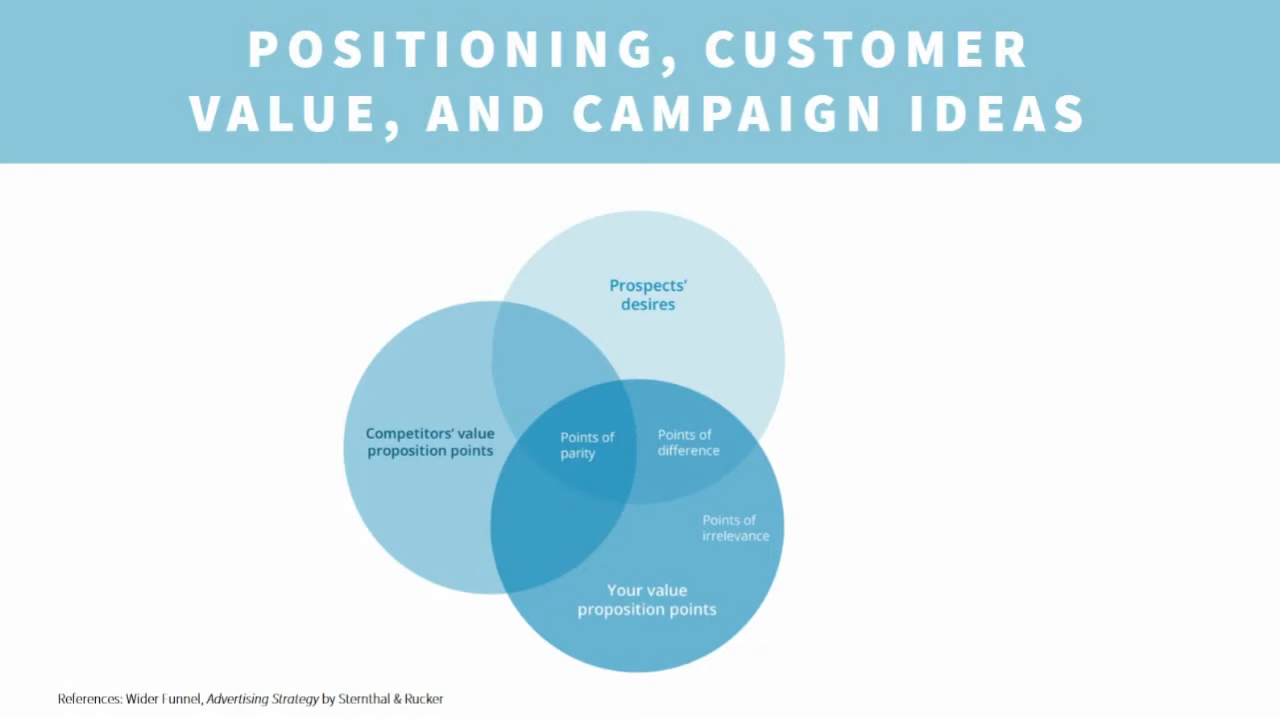 POSITIONING, CUSTOMER
VALUE, AND CAMPAIGN IDEAS
Prospects'
desires
Competitors' value
proposition points
Points of
parity
Points of
difference
Points of
irrelevance
Your value
proposition points
References: Wider Funnel, Advertising Strategy by Sternthal & Rucker